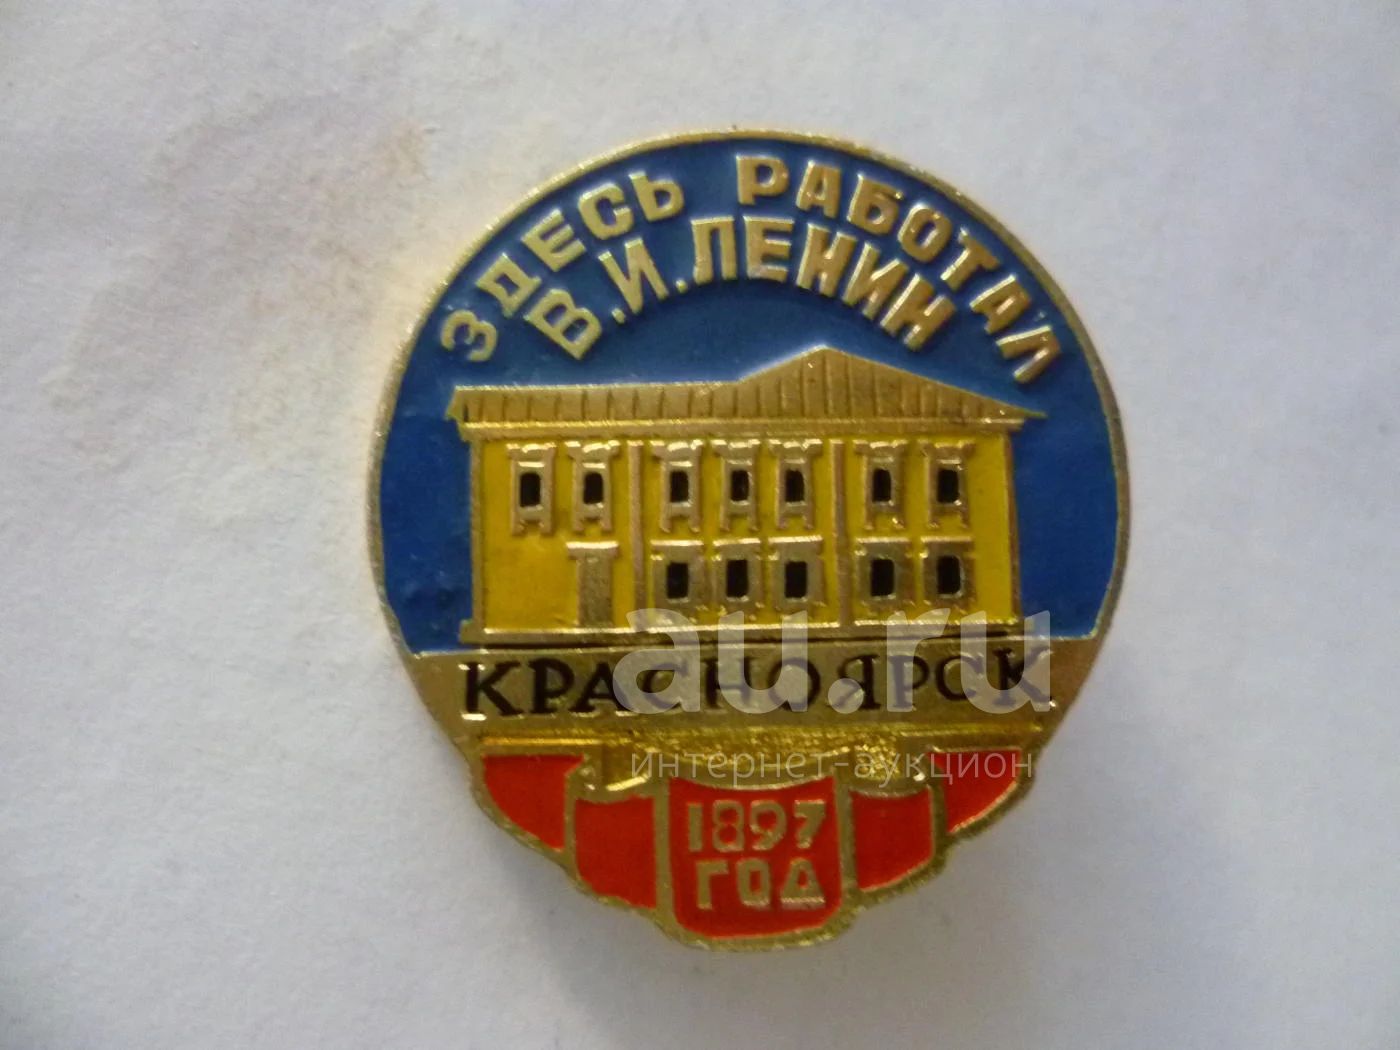 ЗДЕСЬ РАБОТАЛ
В.И.ЛЕНИН
КРАСНОЯРСК
au.ru
интернет-аукцион
1897
ГОД